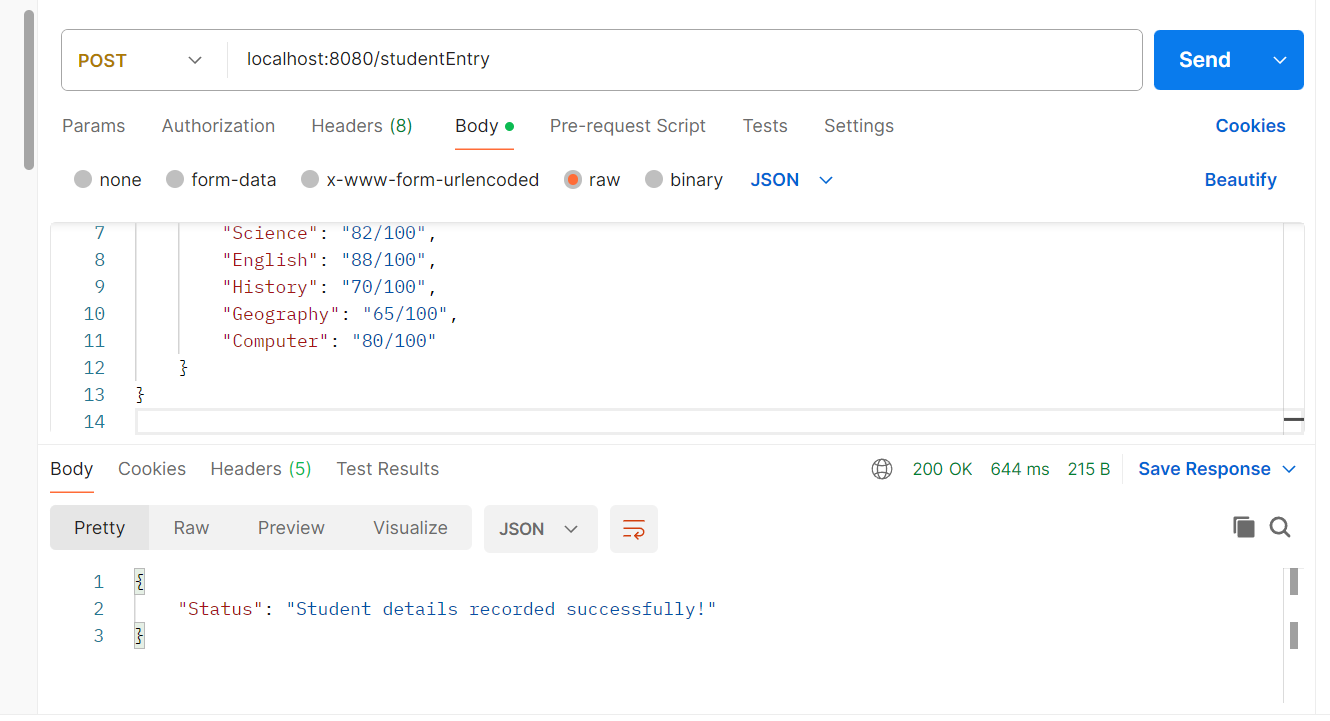 POST localhost:8080/studentEntry Send
Params Authorization Headers (8) Body Pre-request Script Tests Settings Cookies
none form-data x-www-form-urlencoded raw binary JSON Beautify
7 "Science": "82/100",
8 "English": "88/100",
9 "History": "70/100",
10 "Geography": "65/100",
11 "Computer": "80/100"
12 }
13 }
14
Body Cookies Headers (5) Test Results 200 OK 644 ms 215 B Save Response
Pretty Raw Preview Visualize JSON
1 {
2 "Status": "Student details recorded successfully!"
3 }